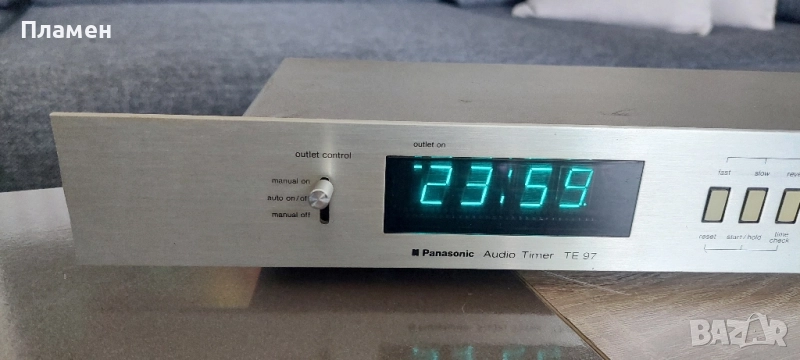 Пламен
outlet on
outlet control
manual on
auto on/off
manual off
23:59
fast slow
reset start/hold time check
Panasonic Audio Timer TE 97
BAZAR